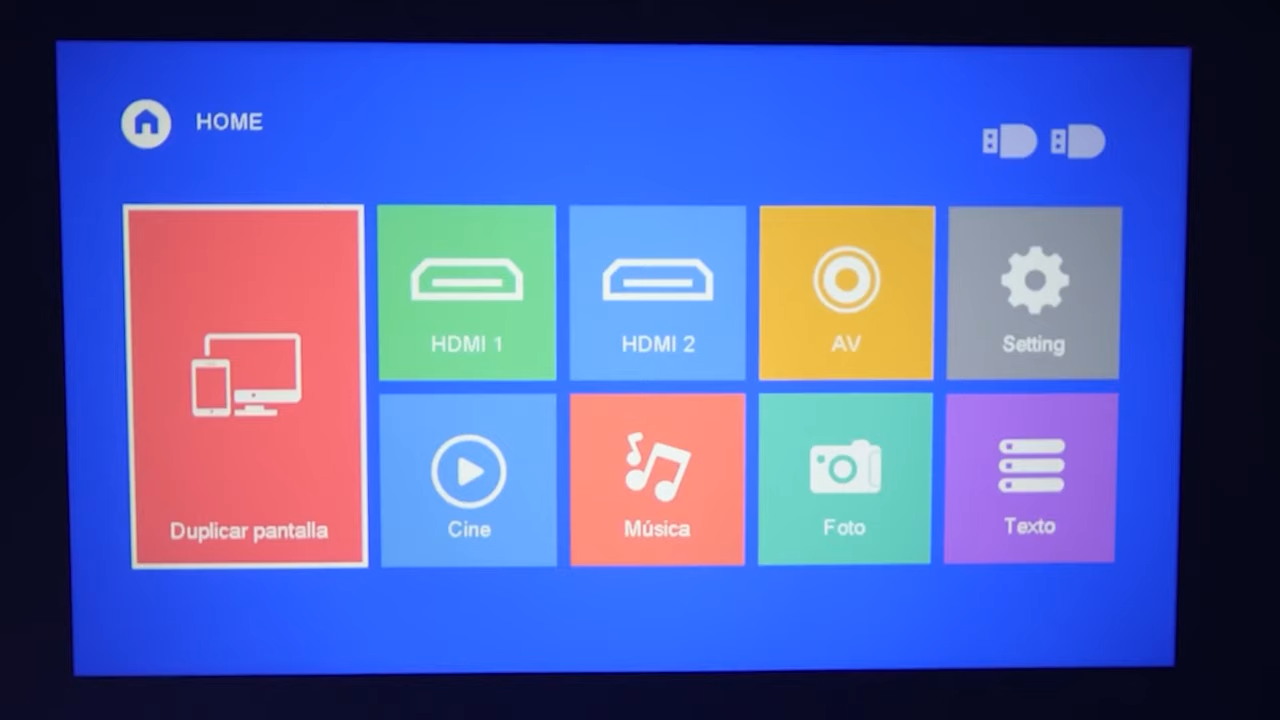 HOME
HDMI 1
HDMI 2
AV
Setting
Duplicar pantalla
Cine
Música
Foto
Texto